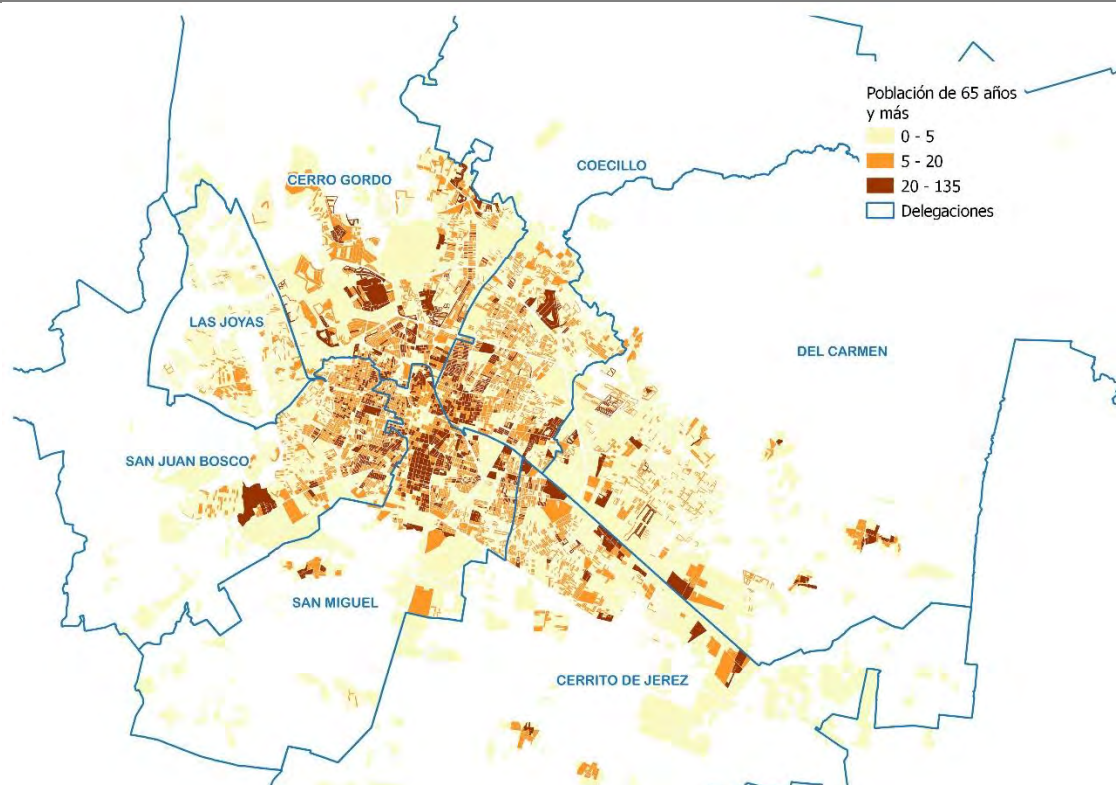 Población de 65 años
y más
0 - 5
5 - 20
20 - 135
Delegaciones
COECILLO
CERRO GORDO
LAS JOYAS
DEL CARMEN
SAN JUAN BOSCO
SAN MIGUEL
CERRITO DE JEREZ